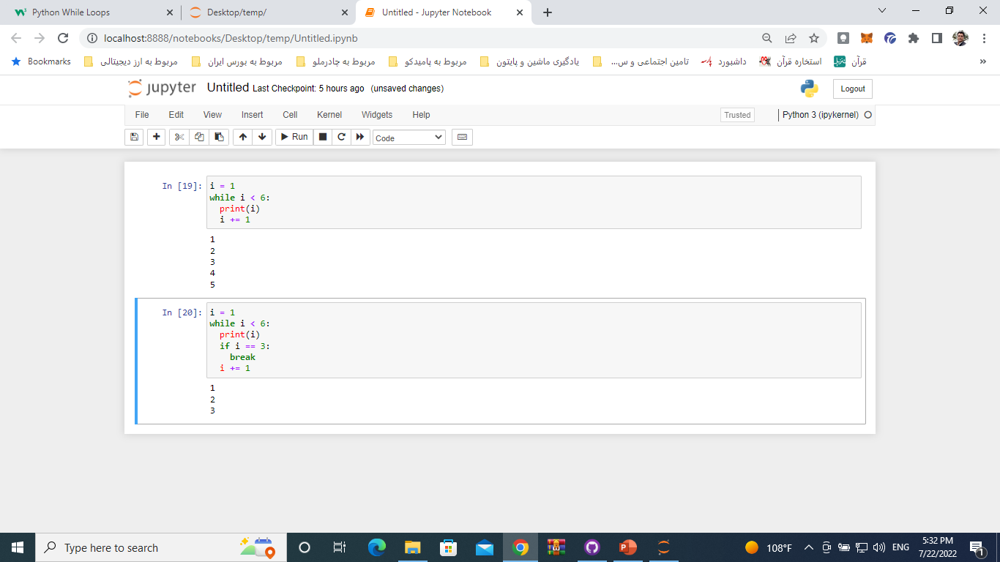 Python While Loops
Desktop/temp/
Untitled - Jupyter Notebook
localhost:8888/notebooks/Desktop/temp/Untitled.ipynb
Bookmarks
مربوط به ارز دیجیتالی
مربوط به بورس ایران
مربوط به چادرملو
مربوط به پامیدکو
یادگیری ماشین و پایتون
تامین اجتماعی و س...
داشبورد
استخاره قرآن
قرآن
»
jupyter Untitled Last Checkpoint: 5 hours ago (unsaved changes)
Logout
File Edit View Insert Cell Kernel Widgets Help
Trusted
Python 3 (ipykernel)
Run
Code
In [19]: i = 1
while i < 6:
  print(i)
  i += 1
1
2
3
4
5
In [20]: i = 1
while i < 6:
  print(i)
  if i == 3:
    break
  i += 1
1
2
3
Type here to search
108°F
ENG
5:32 PM
7/22/2022
1